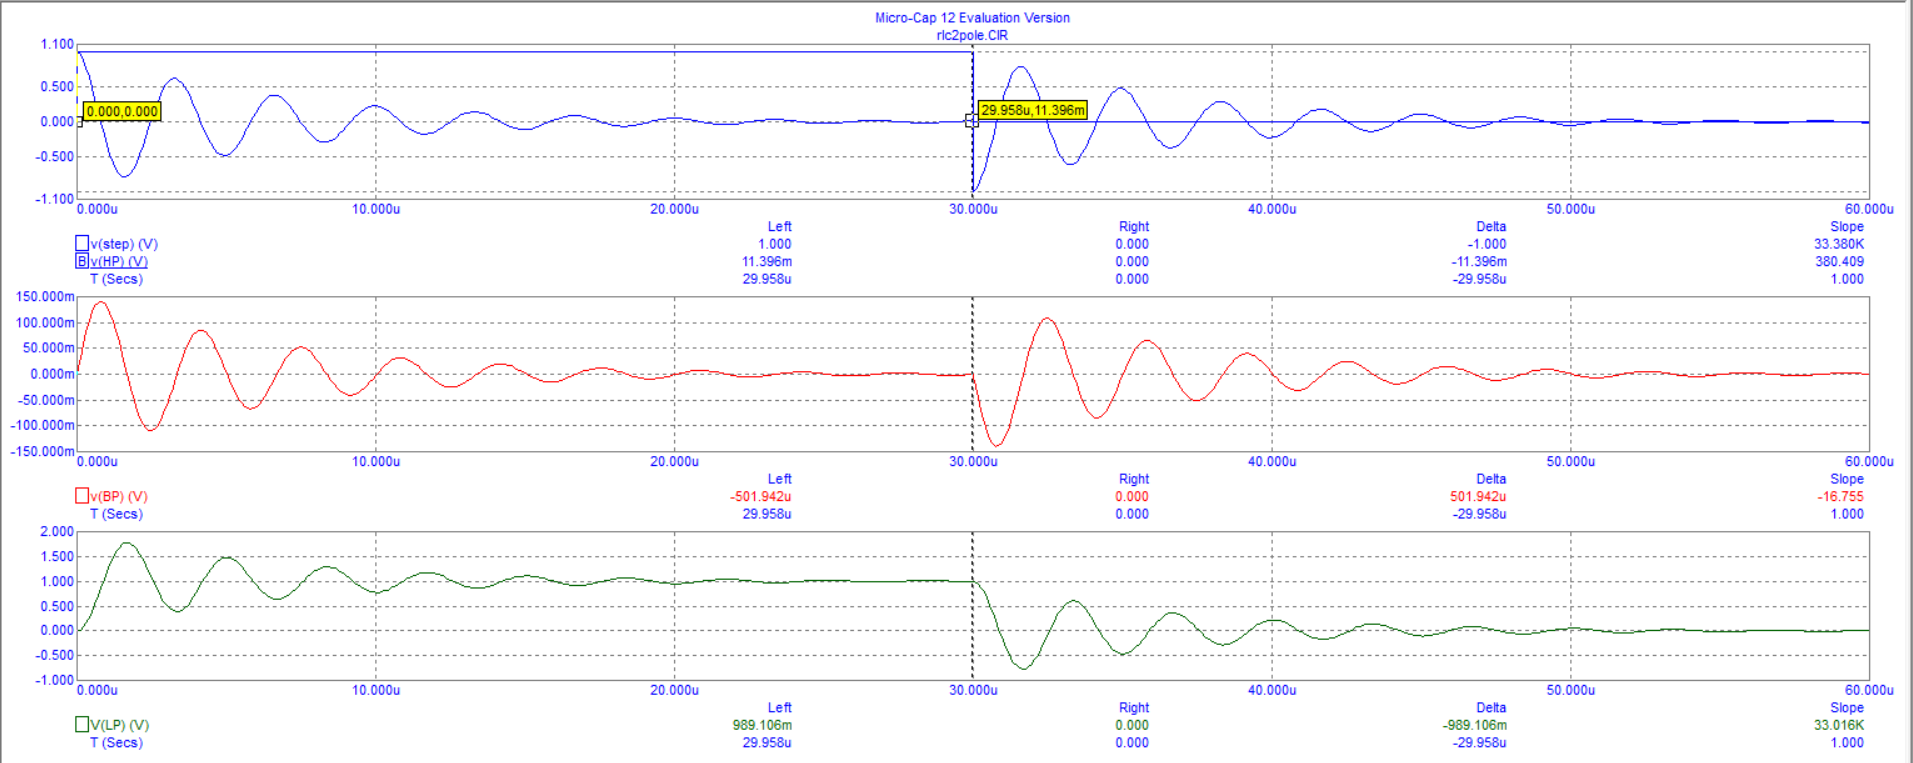 Micro-Cap 12 Evaluation Version
rlc2pole.CIR
1.100
0.500
0.000
-0.500
-1.100
0.000,0.000
29.958u,11.396m
0.000u 10.000u 20.000u 30.000u 40.000u 50.000u 60.000u
Left Right Delta Slope
v(step) (V) 1.000 0.000 -1.000 33.380K
B v(HP) (V) 11.396m 0.000 -11.396m 380.409
T (Secs) 29.958u 0.000 -29.958u 1.000
150.000m
100.000m
50.000m
0.000m
-50.000m
-100.000m
-150.000m
0.000u 10.000u 20.000u 30.000u 40.000u 50.000u 60.000u
Left Right Delta Slope
v(BP) (V) -501.942u 0.000 501.942u -16.755
T (Secs) 29.958u 0.000 -29.958u 1.000
2.000
1.500
1.000
0.500
0.000
-0.500
-1.000
0.000u 10.000u 20.000u 30.000u 40.000u 50.000u 60.000u
Left Right Delta Slope
V(LP) (V) 989.106m 0.000 -989.106m 33.016K
T (Secs) 29.958u 0.000 -29.958u 1.000